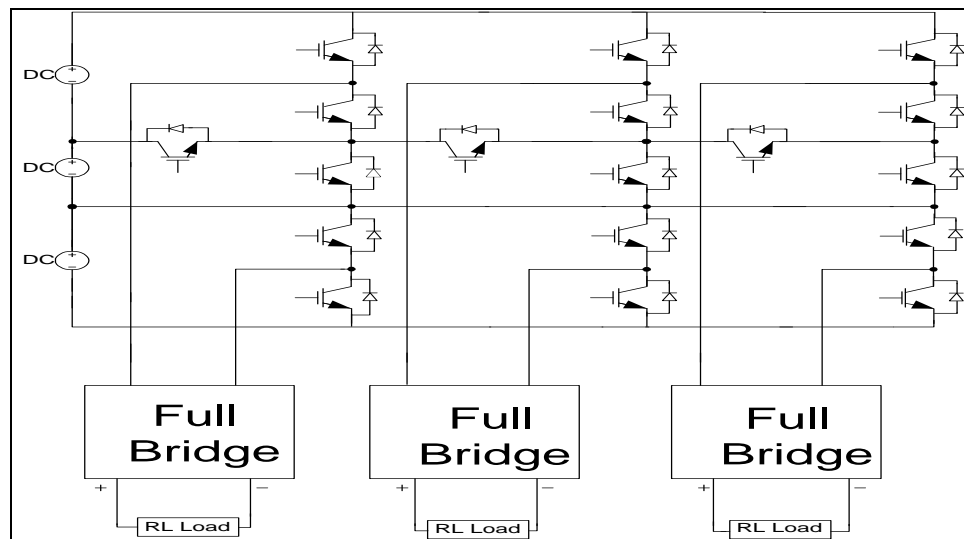 DC
DC
DC
Full
Bridge
Full
Bridge
Full
Bridge
+ −
+ −
+ −
RL Load
RL Load
RL Load